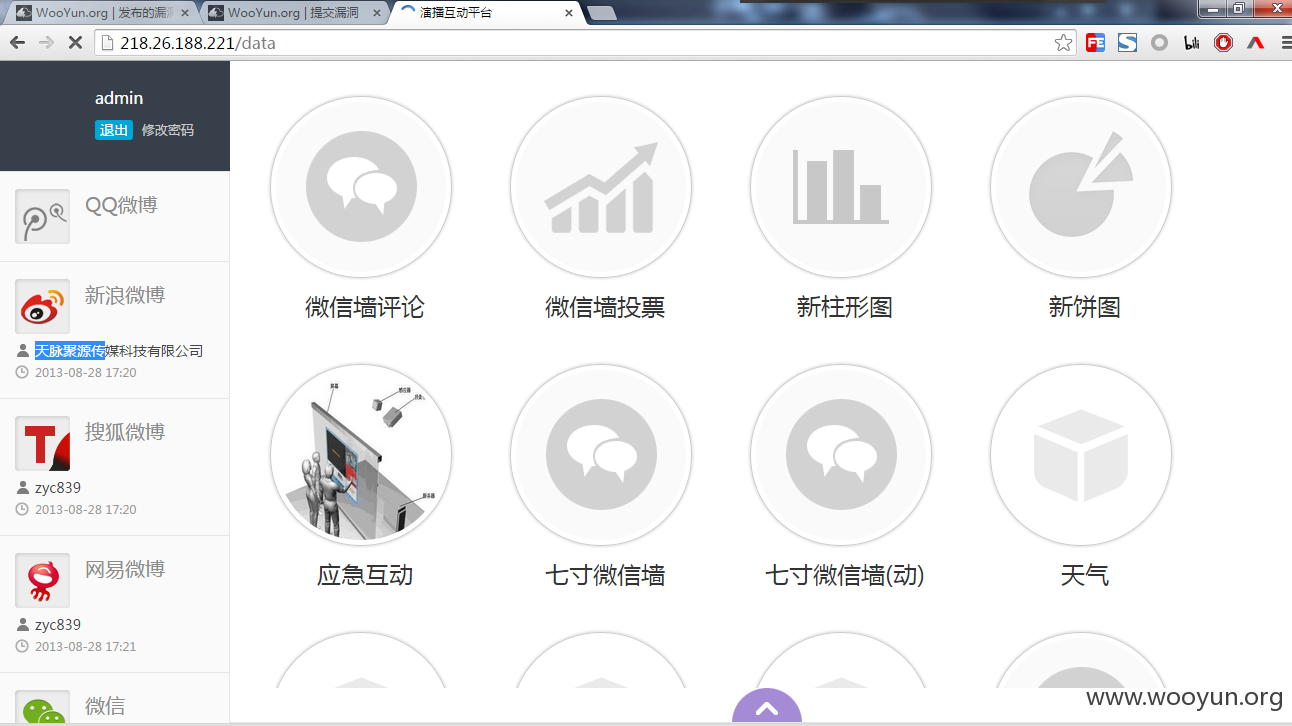 WooYun.org | 发布的漏洞
WooYun.org | 提交漏洞
演播互动平台
218.26.188.221/data
admin
退出 修改密码
QQ微博
新浪微博
天脉聚源传媒科技有限公司
2013-08-28 17:20
搜狐微博
zyc839
2013-08-28 17:20
网易微博
zyc839
2013-08-28 17:21
微信
微信墙评论 微信墙投票 新柱形图 新饼图
应急互动 七寸微信墙 七寸微信墙(动) 天气
www.wooyun.org